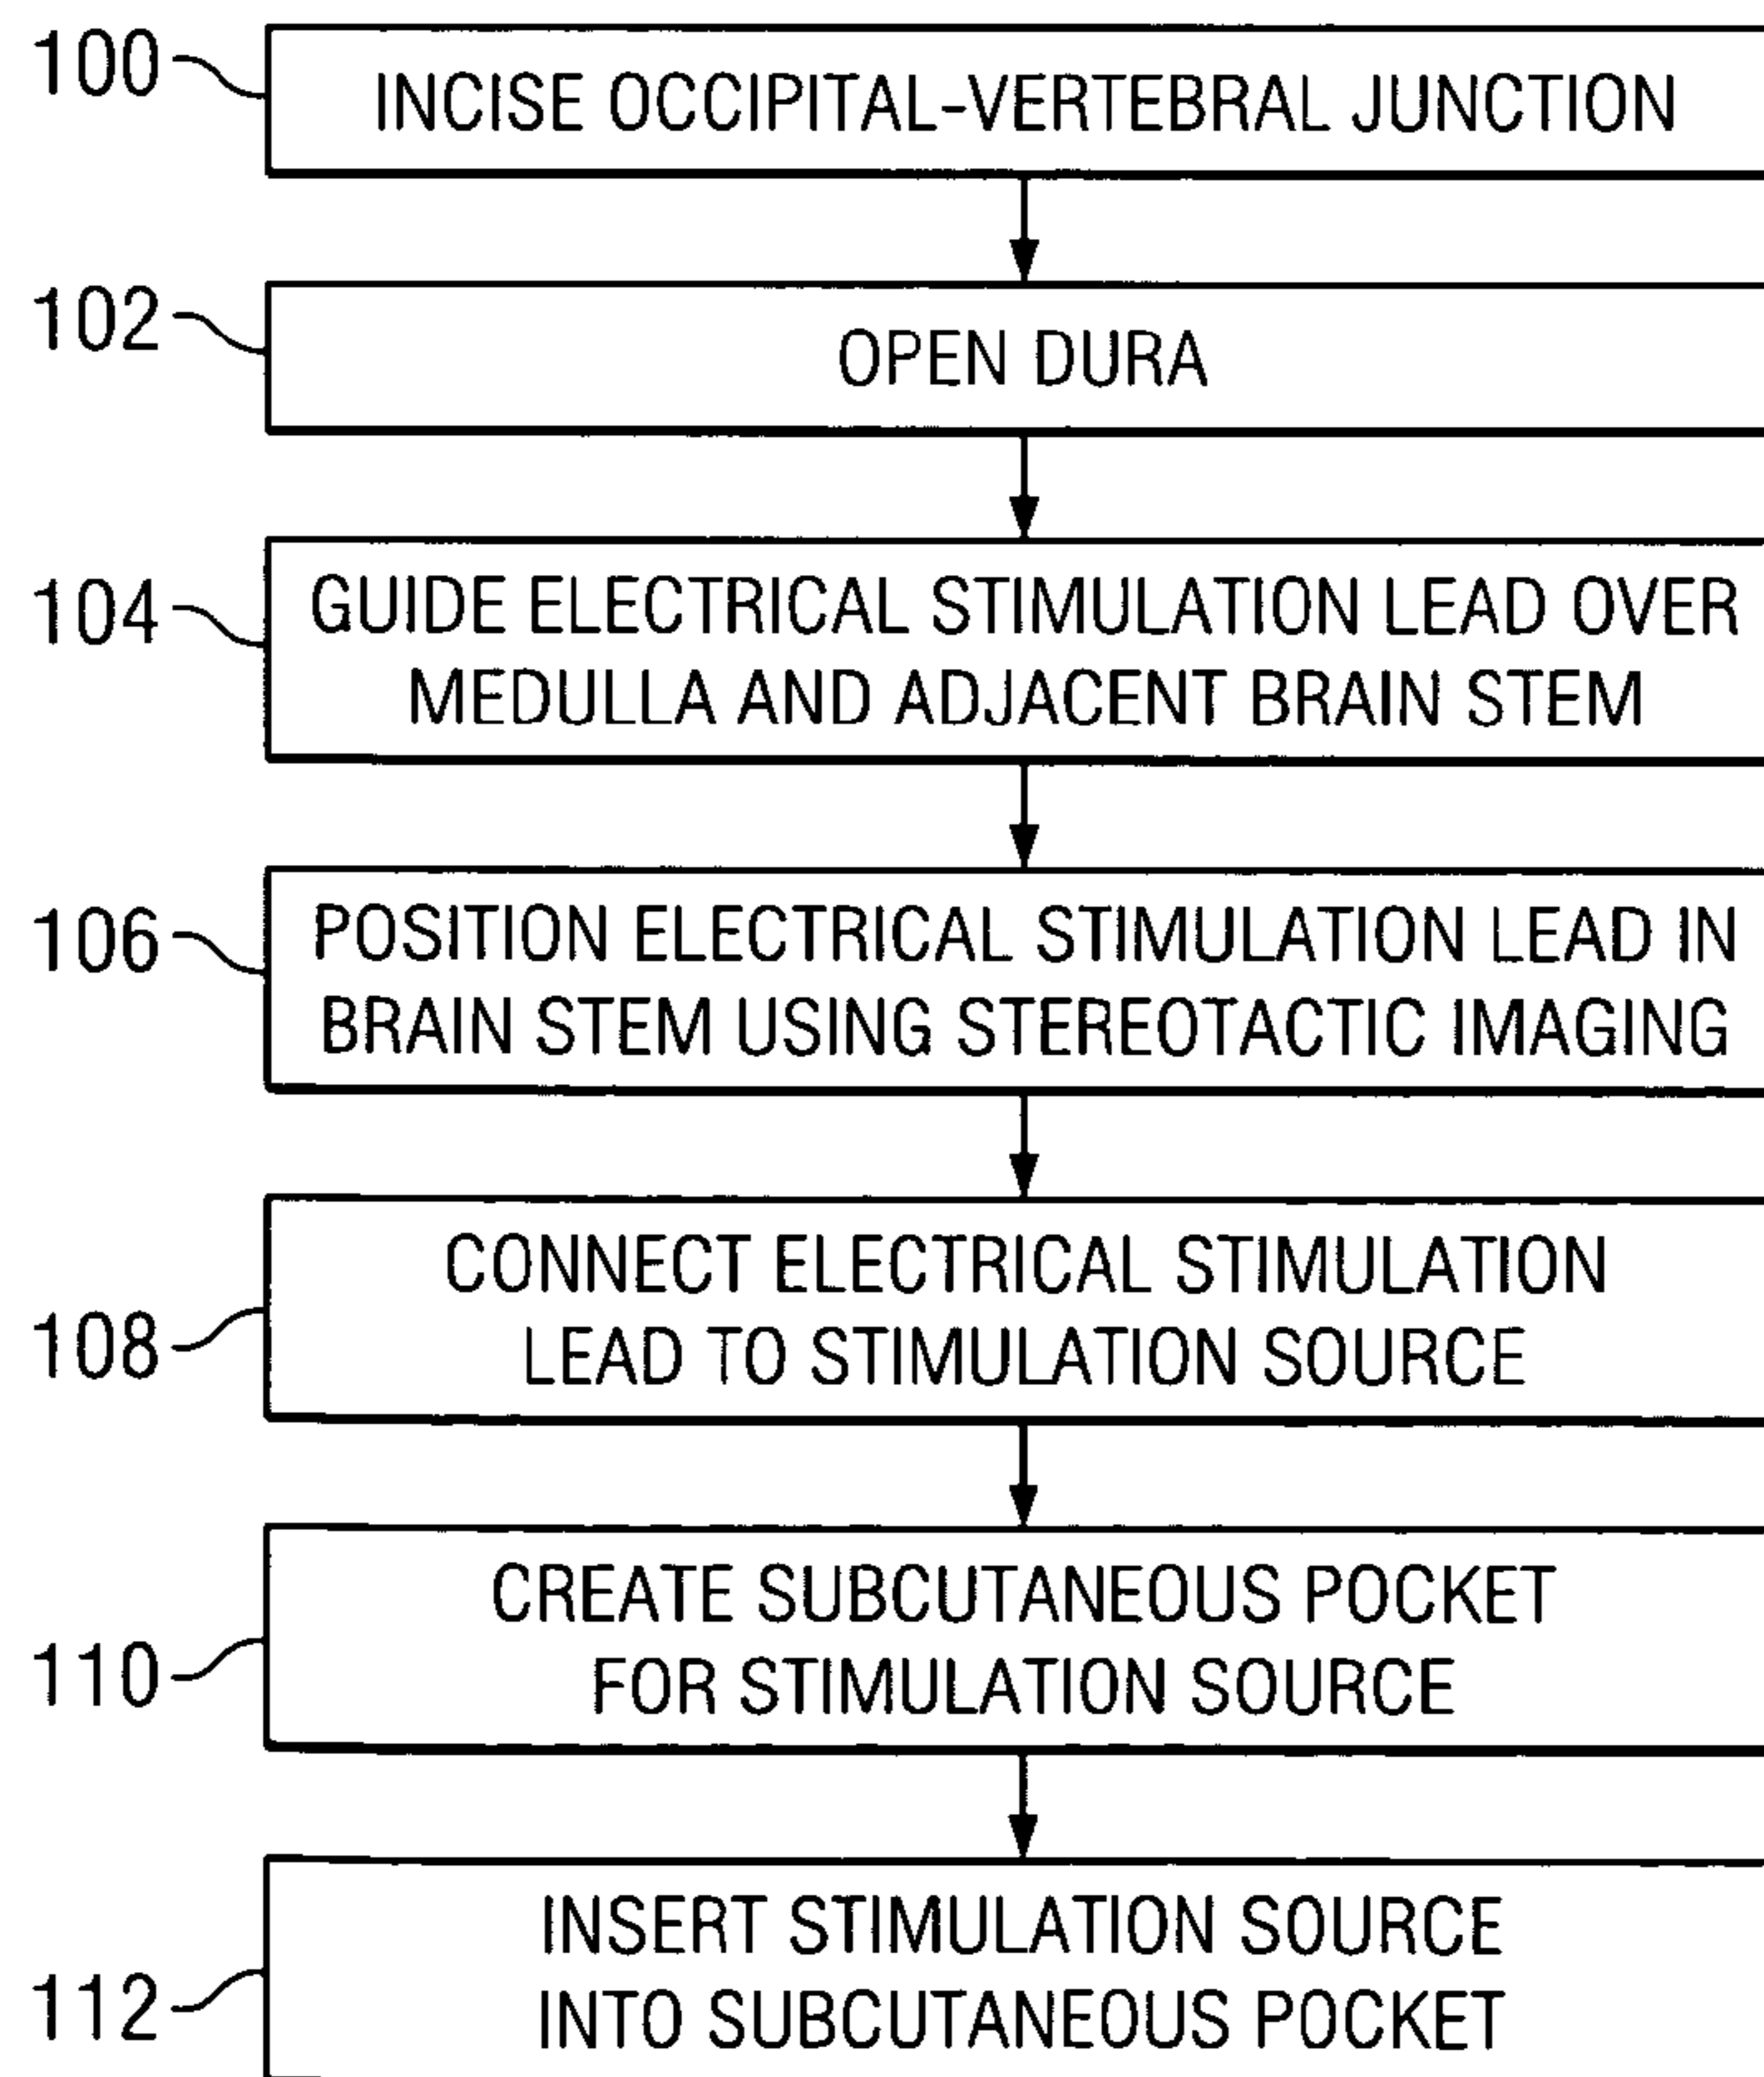 100
INCISE OCCIPITAL-VERTEBRAL JUNCTION
102
OPEN DURA
104
GUIDE ELECTRICAL STIMULATION LEAD OVER
MEDULLA AND ADJACENT BRAIN STEM
106
POSITION ELECTRICAL STIMULATION LEAD IN
BRAIN STEM USING STEREOTACTIC IMAGING
108
CONNECT ELECTRICAL STIMULATION
LEAD TO STIMULATION SOURCE
110
CREATE SUBCUTANEOUS POCKET
FOR STIMULATION SOURCE
112
INSERT STIMULATION SOURCE
INTO SUBCUTANEOUS POCKET